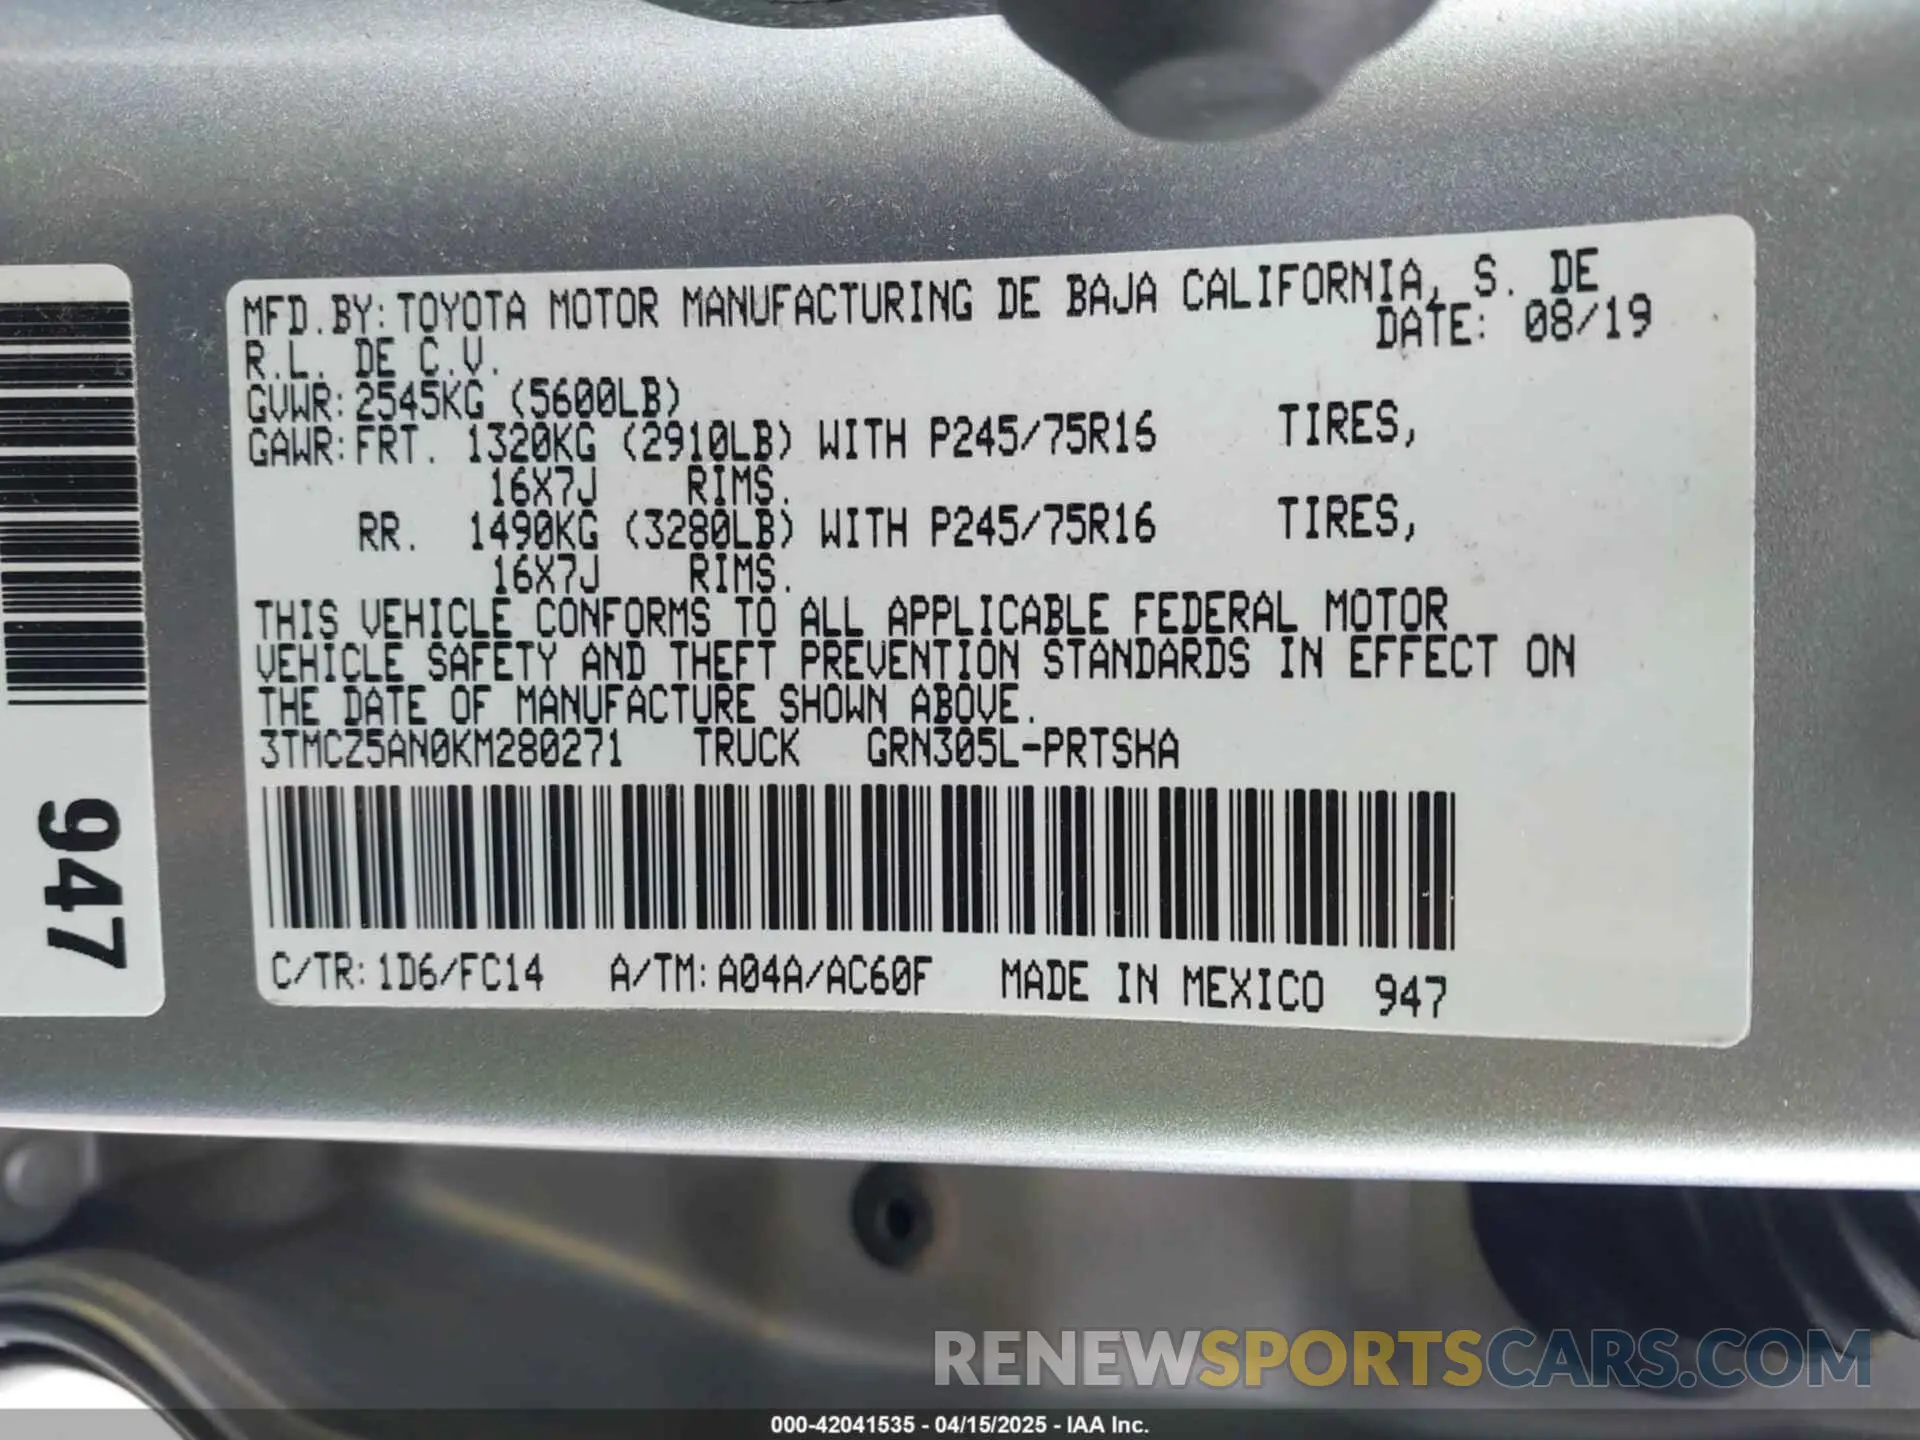 MFD.BY: TOYOTA MOTOR MANUFACTURING DE BAJA CALIFORNIA, S. DE
R.L. DE C.V. DATE: 08/19
GVWR: 2545KG (5600LB)
GAWR: FRT. 1320KG (2910LB) WITH P245/75R16 TIRES,
16X7J RIMS.
RR. 1490KG (3280LB) WITH P245/75R16 TIRES,
16X7J RIMS.
THIS VEHICLE CONFORMS TO ALL APPLICABLE FEDERAL MOTOR
VEHICLE SAFETY AND THEFT PREVENTION STANDARDS IN EFFECT ON
THE DATE OF MANUFACTURE SHOWN ABOVE.
3TMCZ5AN0KM280271 TRUCK GRN305L-PRTSHA
C/TR: 1D6/FC14 A/TM: A04A/AC60F MADE IN MEXICO 947
947
RENEWSPORTSCARS.COM
000-42041535 - 04/15/2025 - IAA Inc.